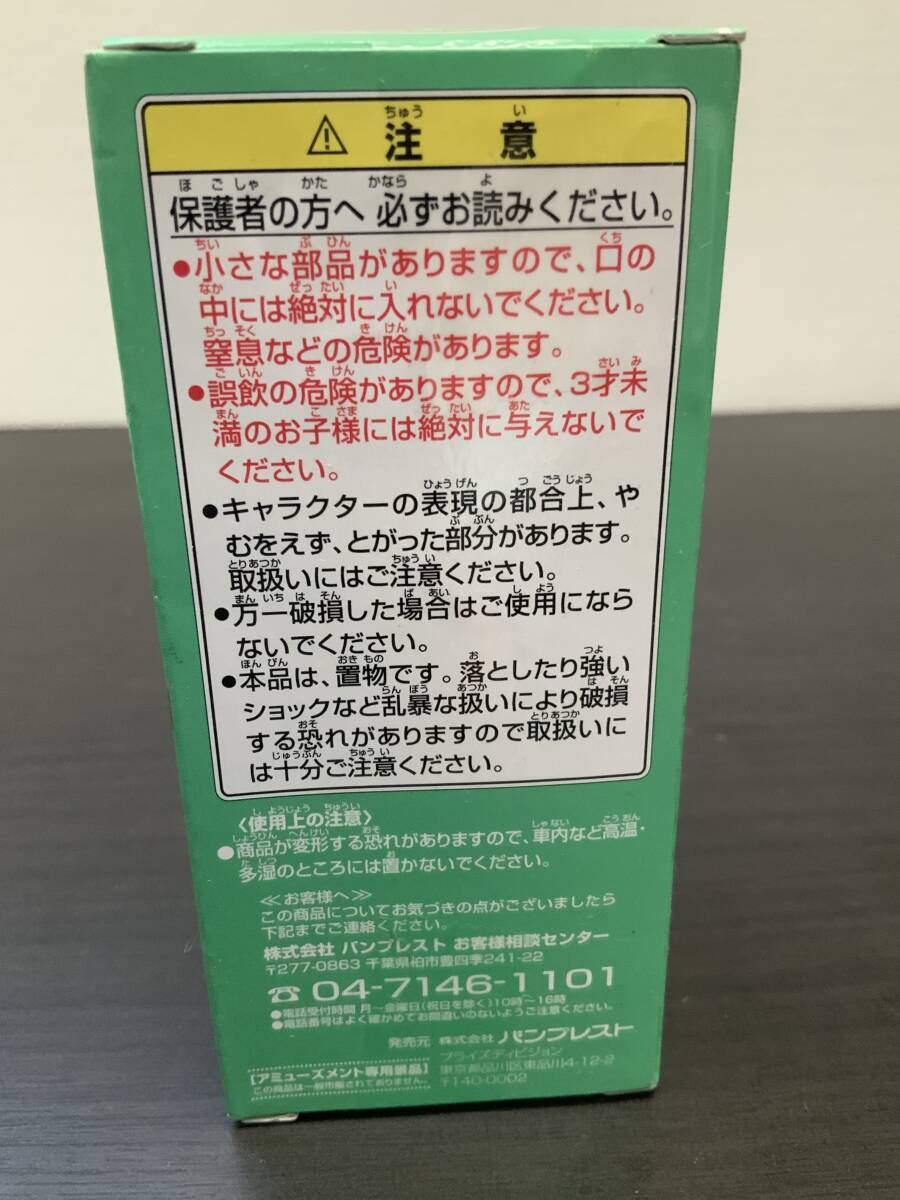 ⚠ 注意
保護者の方へ 必ずお読みください。
●小さな部品がありますので、口の
中には絶対に入れないでください。
窒息などの危険があります。
●誤飲の危険がありますので、3才未
満のお子様には絶対に与えないで
ください。
●キャラクターの表現の都合上、や
むをえず、とがった部分があります。
取扱いにはご注意ください。
●万一破損した場合はご使用になら
ないでください。
●本品は、置物です。落としたり強い
ショックなど乱暴な扱いにより破損
する恐れがありますので取扱いに
は十分ご注意ください。
〈使用上の注意〉
●商品が変形する恐れがありますので、車内など高温・
多湿のところには置かないでください。
≪お客様へ≫
この商品についてお気づきの点がございましたら
下記までご連絡ください。
株式会社 バンプレスト お客様相談センター
〒277-0863 千葉県柏市豊四季241-22
☎ 04-7146-1101
●電話受付時間 月～金曜日(祝日を除く)10時～16時
●電話番号はよく確かめてお間違いのないようご注意ください。
発売元 株式会社 バンプレスト
プライズディビジョン
東京都品川区東品川4-12-2
〒140-0002
[アミューズメント専用景品]
この商品は一般市販されておりません。